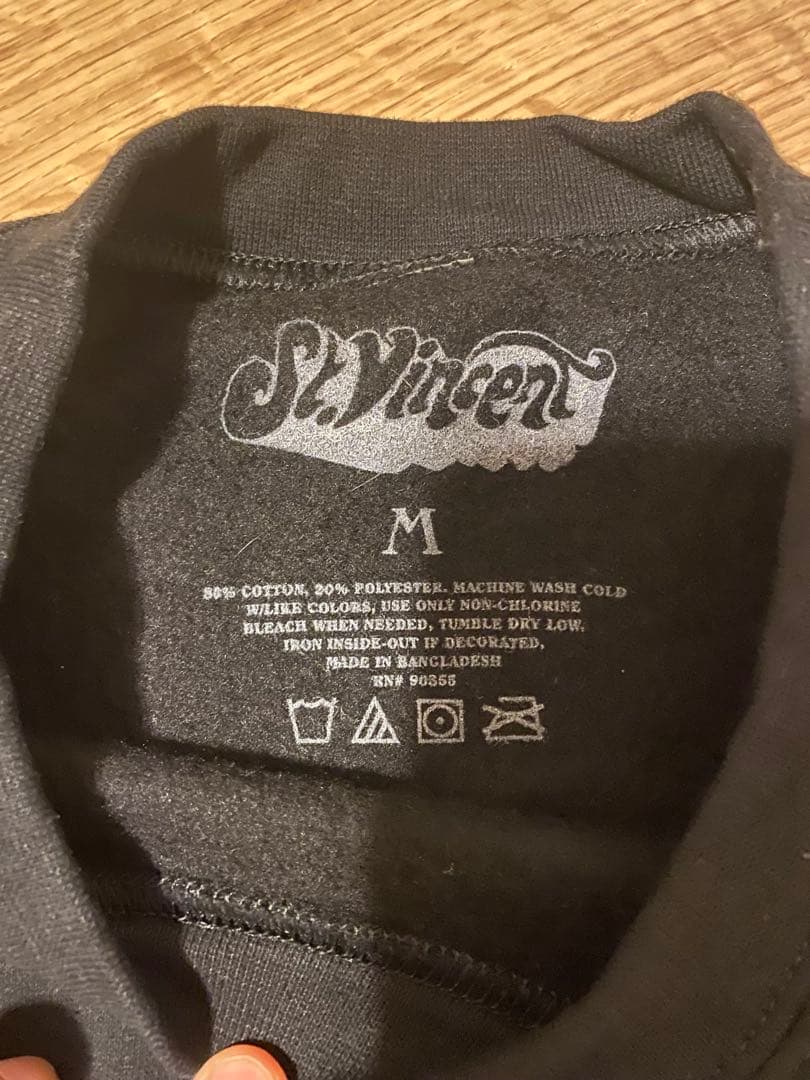 St. Vincent
M
80% COTTON, 20% POLYESTER. MACHINE WASH COLD
W/LIKE COLORS, USE ONLY NON-CHLORINE
BLEACH WHEN NEEDED, TUMBLE DRY LOW.
IRON INSIDE-OUT IF DECORATED,
MADE IN BANGLADESH
RN# 90355